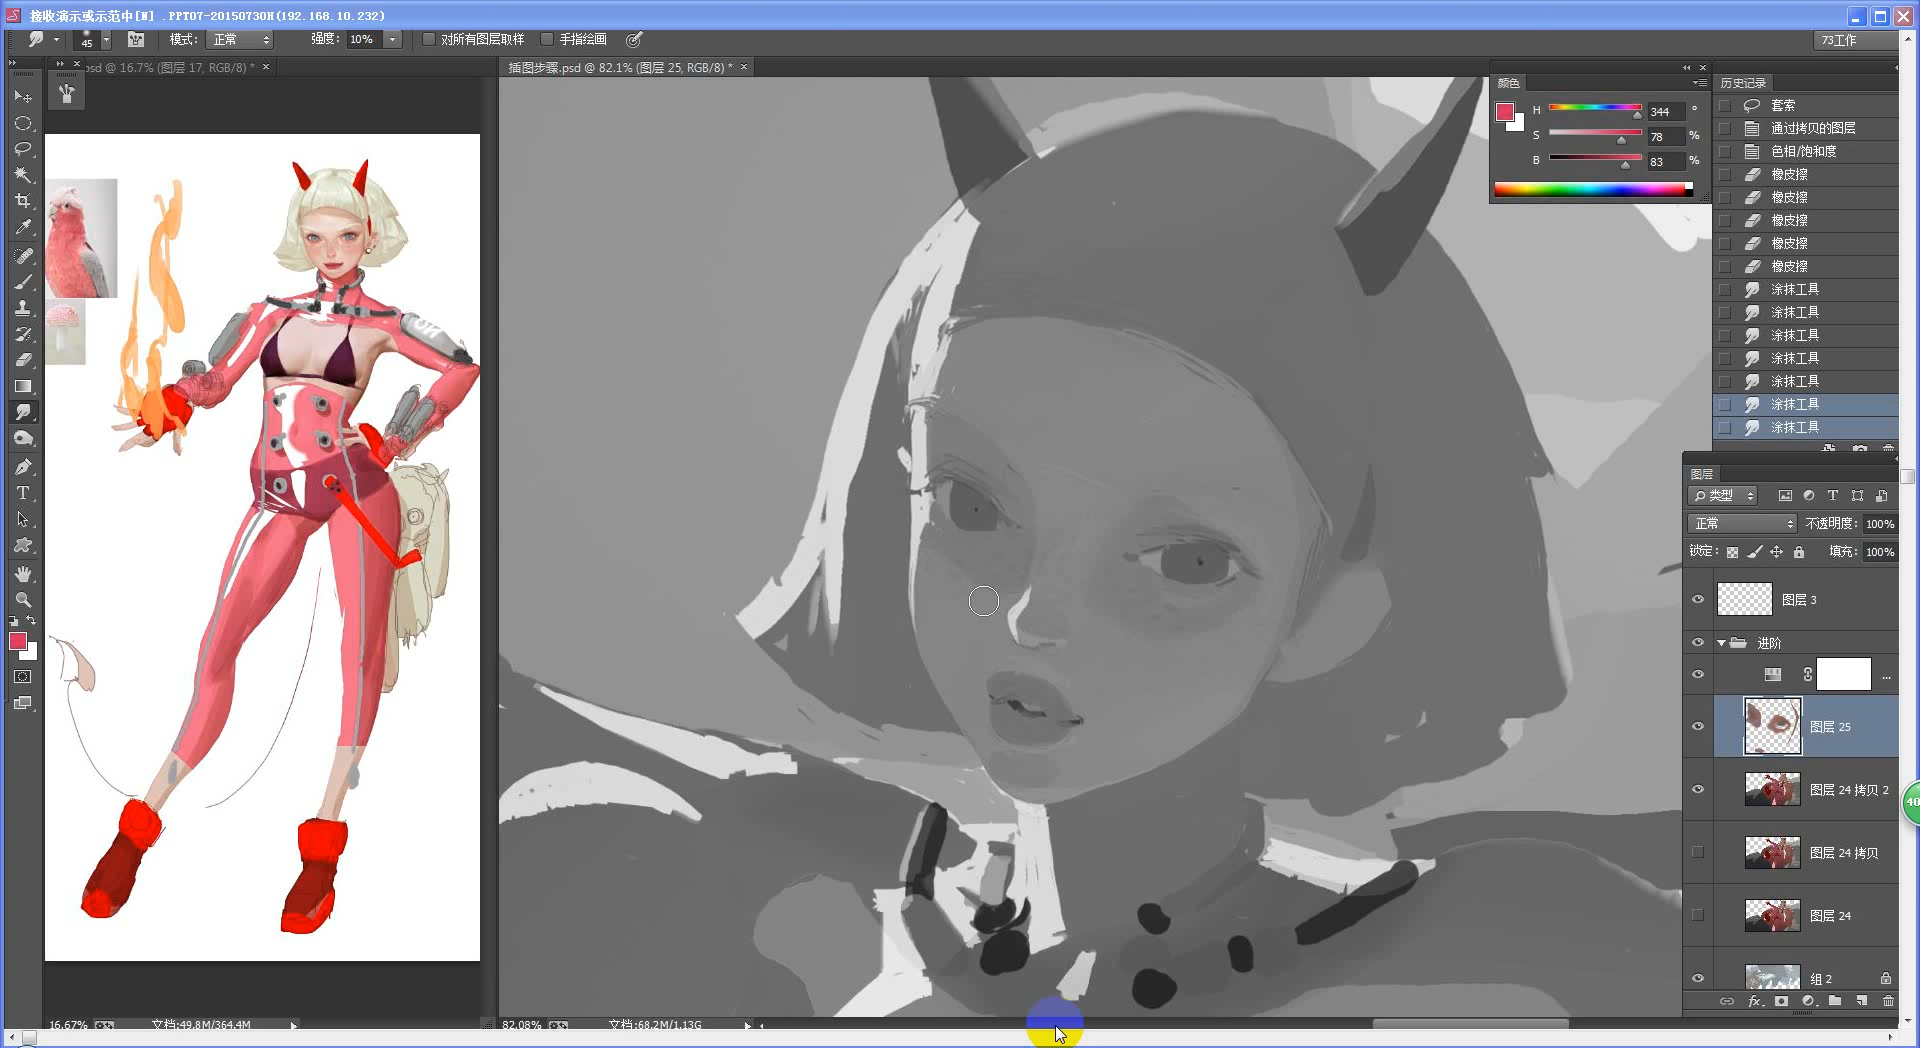 接收演示或示范中[W] .PPT07-20150730H(192.168.10.232)
45
模式: 正常
强度: 10%
对所有图层取样
手指绘画
73工作
psd @ 16.7% (图层 17, RGB/8) * ×
插图步骤.psd @ 82.1% (图层 25, RGB/8) * ×
颜色
H 344 °
S 78 %
B 83 %
历史记录
套索
通过拷贝的图层
色相/饱和度
橡皮擦
橡皮擦
橡皮擦
橡皮擦
橡皮擦
涂抹工具
涂抹工具
涂抹工具
涂抹工具
涂抹工具
涂抹工具
涂抹工具
图层
类型
正常 不透明度: 100%
锁定: 填充: 100%
图层 3
进阶
...
图层 25
图层 24 拷贝 2
图层 24 拷贝
图层 24
组 2
fx
40
16.67% 文档:49.8M/364.4M
82.08% 文档:68.2M/1.13G